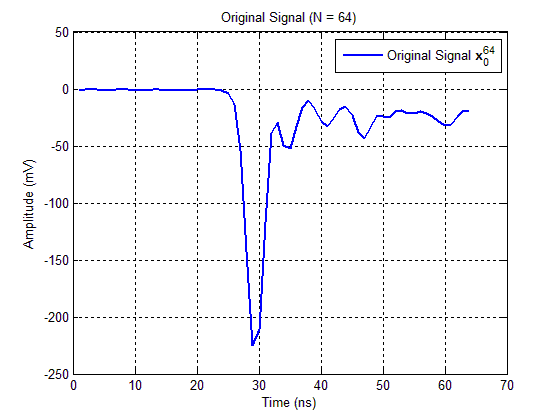 Original Signal (N = 64)
Original Signal x₀⁶⁴
50
0
-50
-100
-150
-200
-250
Amplitude (mV)
0 10 20 30 40 50 60 70
Time (ns)